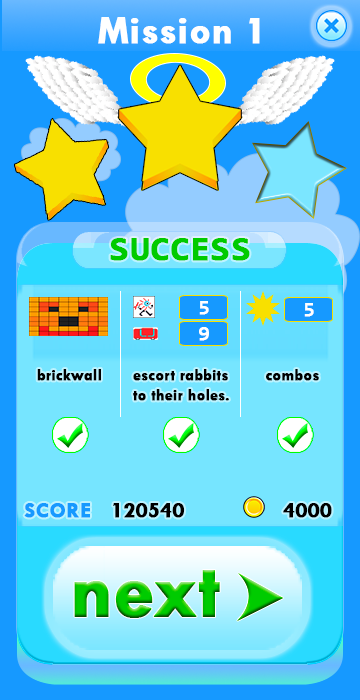 Mission 1
SUCCESS
5
9
5
brickwall
escort rabbits
to their holes.
combos
SCORE 120540 4000
next